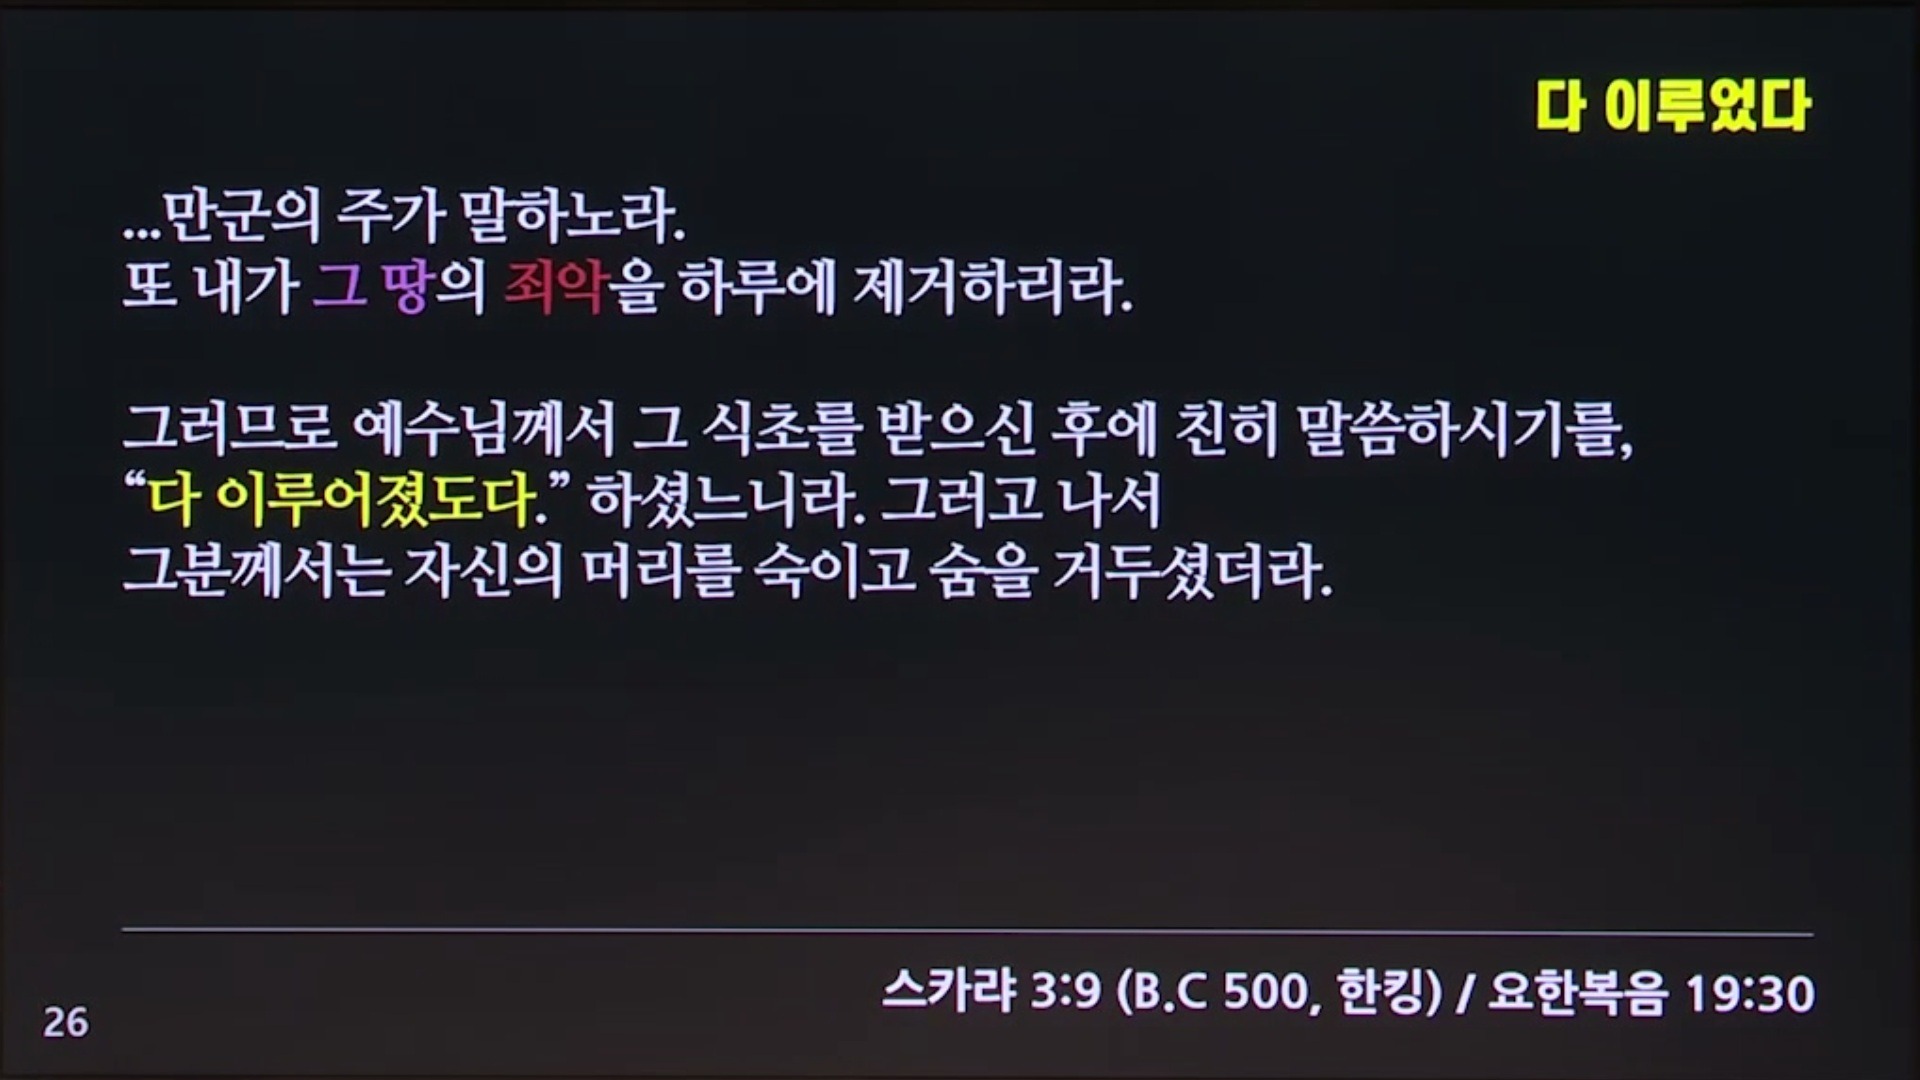 다 이루었다
...만군의 주가 말하노라.
또 내가 그 땅의 죄악을 하루에 제거하리라.
그러므로 예수님께서 그 식초를 받으신 후에 친히 말씀하시기를,
“다 이루어졌도다.” 하셨느니라. 그러고 나서
그분께서는 자신의 머리를 숙이고 숨을 거두셨더라.
스카랴 3:9 (B.C 500, 한킹) / 요한복음 19:30
26